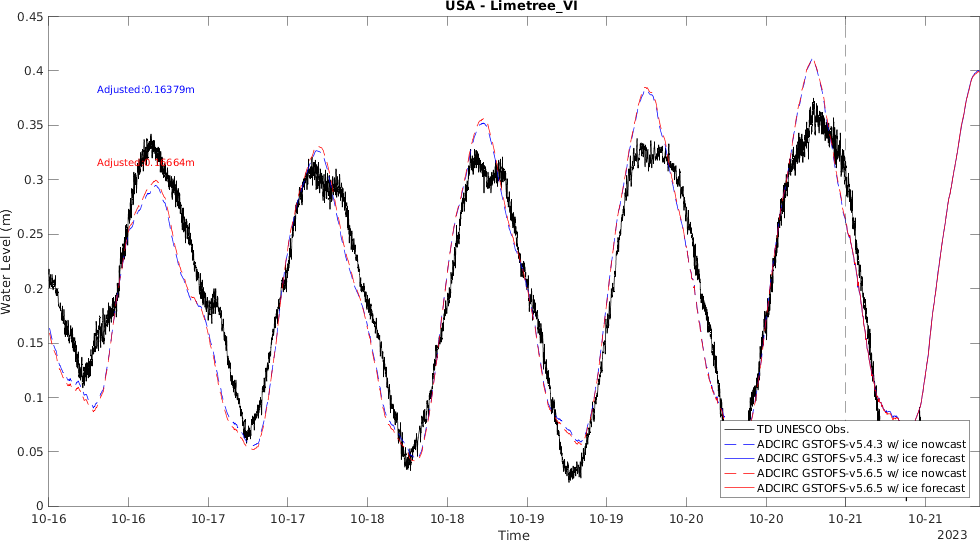 USA - Limetree_VI
0.45
0.4
0.35
0.3
0.25
0.2
0.15
0.1
0.05
0
Water Level (m)
Adjusted:0.16379m
Adjusted:0.16664m
TD UNESCO Obs.
ADCIRC GSTOFS-v5.4.3 w/ ice nowcast
ADCIRC GSTOFS-v5.4.3 w/ ice forecast
ADCIRC GSTOFS-v5.6.5 w/ ice nowcast
ADCIRC GSTOFS-v5.6.5 w/ ice forecast
10-16 10-16 10-17 10-17 10-18 10-18 10-19 10-19 10-20 10-20 10-21 10-21
Time
2023